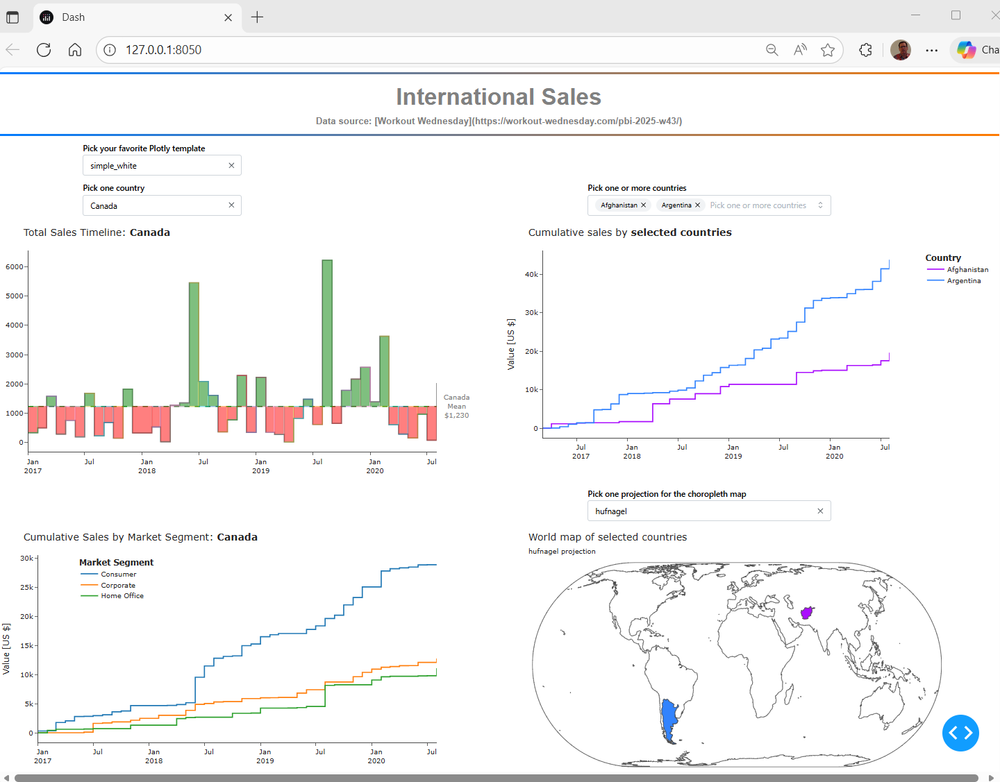 Dash
127.0.0.1:8050
Cha
International Sales
Data source: [Workout Wednesday](https://workout-wednesday.com/pbi-2025-w43/)
Pick your favorite Plotly template
simple_white
Pick one country
Canada
Pick one or more countries
Afghanistan
Argentina
Pick one or more countries
Total Sales Timeline: Canada
6000
5000
4000
3000
2000
1000
0
Jan
2017
Jul
Jan
2018
Jul
Jan
2019
Jul
Jan
2020
Jul
Canada
Mean
$1,230
Cumulative sales by selected countries
Value [US $]
40k
30k
20k
10k
0
Jul
2017
Jan
2018
Jul
Jan
2019
Jul
Jan
2020
Jul
Country
Afghanistan
Argentina
Cumulative Sales by Market Segment: Canada
Value [US $]
30k
25k
20k
15k
10k
5k
0
Market Segment
Consumer
Corporate
Home Office
Jan
2017
Jul
Jan
2018
Jul
Jan
2019
Jul
Jan
2020
Jul
Pick one projection for the choropleth map
hufnagel
World map of selected countries
hufnagel projection